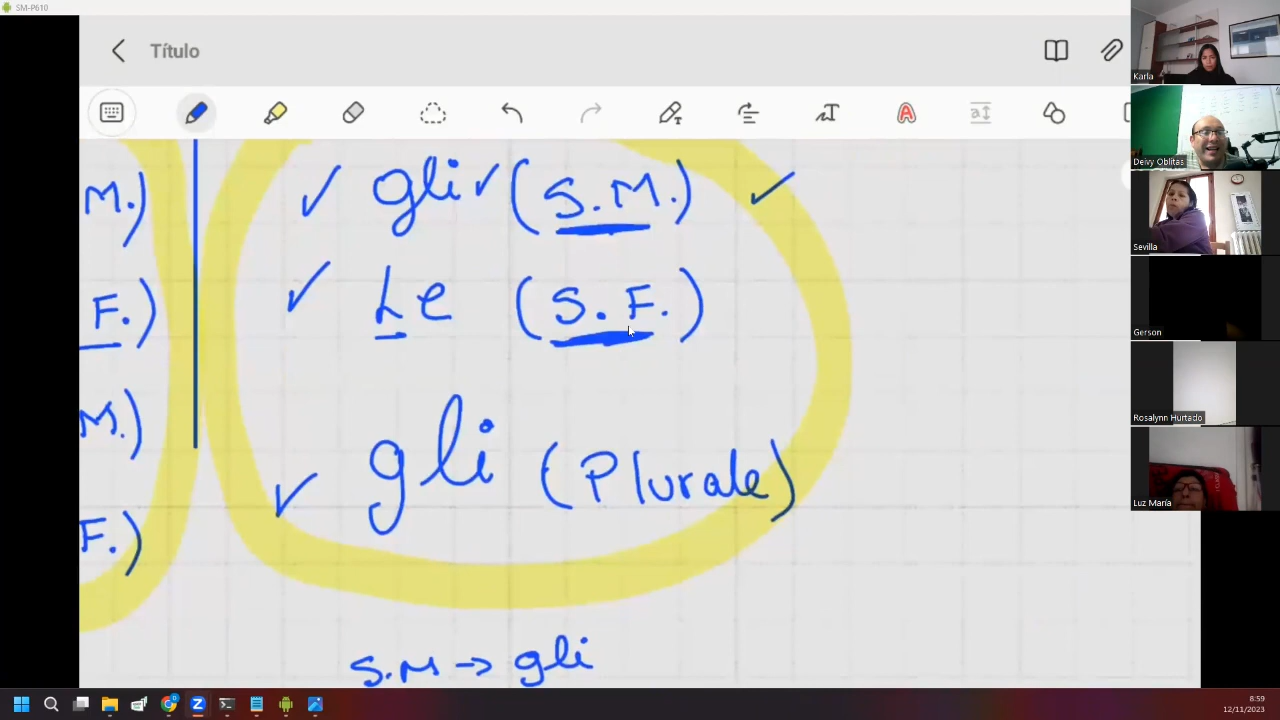 SM-P610
Título
Karla
Deivy Oblitas
Sevilla
Gerson
Rosalynn Hurtado
Luz María
M.)
F.)
M.)
F.)
gli (S.M.)
Le (S.F.)
gli (Plurale)
S.M → gli
8:59
12/11/2023